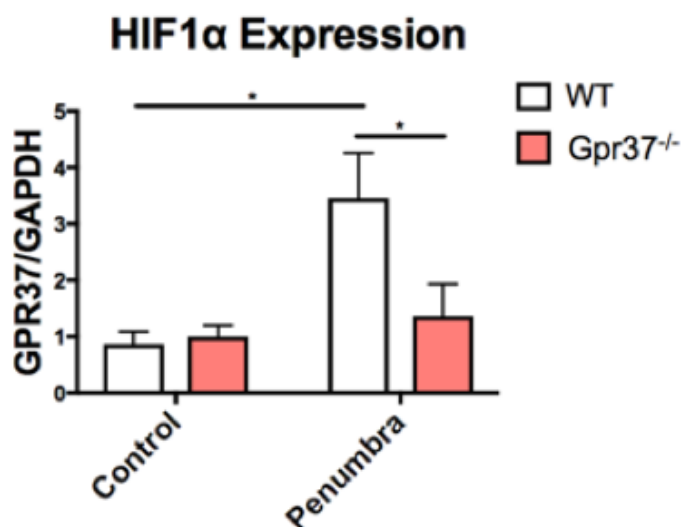 HIF1α Expression
WT
Gpr37-/-
GPR37/GAPDH
5
4
3
2
1
0
*
*
Control
Penumbra